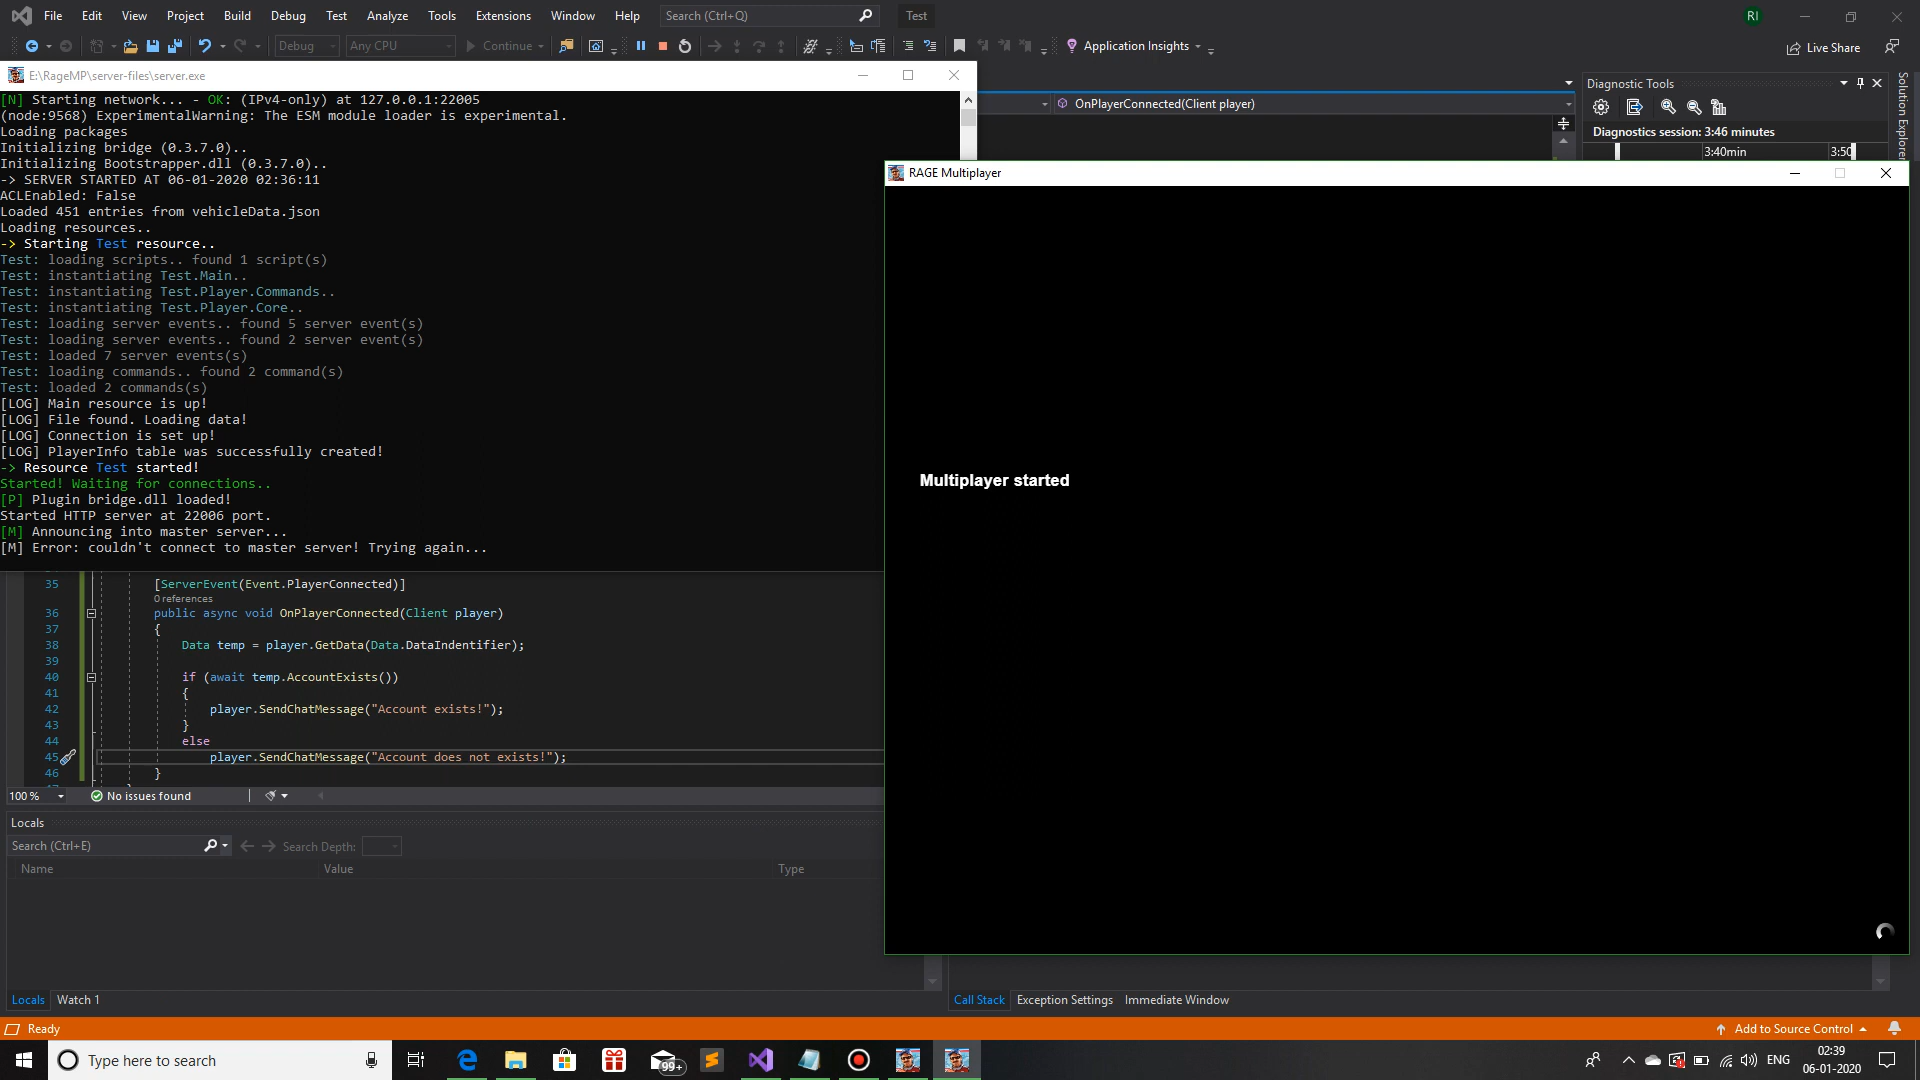 File Edit View Project Build Debug Test Analyze Tools Extensions Window Help Search (Ctrl+Q) Test RI
Debug Any CPU Continue Application Insights Live Share
E:\RageMP\server-files\server.exe
[N] Starting network... - OK: (IPv4-only) at 127.0.0.1:22005
(node:9568) ExperimentalWarning: The ESM module loader is experimental.
Loading packages
Initializing bridge (0.3.7.0)..
Initializing Bootstrapper.dll (0.3.7.0)..
-> SERVER STARTED AT 06-01-2020 02:36:11
ACLEnabled: False
Loaded 451 entries from vehicleData.json
Loading resources..
-> Starting Test resource..
Test: loading scripts.. found 1 script(s)
Test: instantiating Test.Main..
Test: instantiating Test.Player.Commands..
Test: instantiating Test.Player.Core..
Test: loading server events.. found 5 server event(s)
Test: loading server events.. found 2 server event(s)
Test: loaded 7 server events(s)
Test: loading commands.. found 2 command(s)
Test: loaded 2 commands(s)
[LOG] Main resource is up!
[LOG] File found. Loading data!
[LOG] Connection is set up!
[LOG] PlayerInfo table was successfully created!
-> Resource Test started!
Started! Waiting for connections..
[P] Plugin bridge.dll loaded!
Started HTTP server at 22006 port.
[M] Announcing into master server...
[M] Error: couldn't connect to master server! Trying again...
OnPlayerConnected(Client player)
Diagnostic Tools
Diagnostics session: 3:46 minutes
3:40min 3:50
Solution Explorer
RAGE Multiplayer
Multiplayer started
35 [ServerEvent(Event.PlayerConnected)]
0 references
36 public async void OnPlayerConnected(Client player)
37 {
38 Data temp = player.GetData(Data.DataIndentifier);
39
40 if (await temp.AccountExists())
41 {
42 player.SendChatMessage("Account exists!");
43 }
44 else
45 player.SendChatMessage("Account does not exists!");
46 }
100 % No issues found
Locals
Search (Ctrl+E) Search Depth:
Name Value Type
Locals Watch 1
Call Stack Exception Settings Immediate Window
Ready Add to Source Control
Type here to search
99+
ENG
02:39
06-01-2020